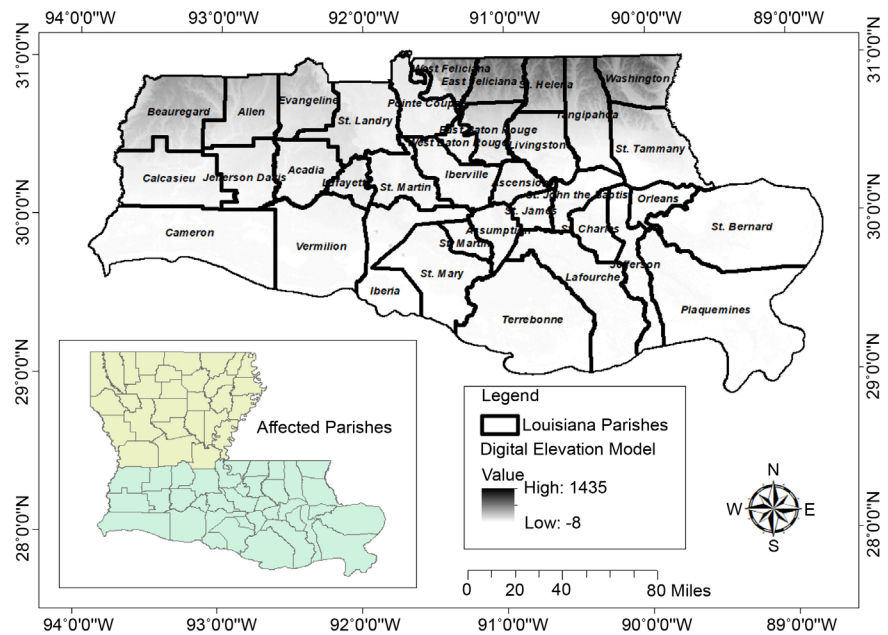 94°0'0"W 93°0'0"W 92°0'0"W 91°0'0"W 90°0'0"W 89°0'0"W
31°0'0"N
31°0'0"N
30°0'0"N
30°0'0"N
29°0'0"N
29°0'0"N
28°0'0"N
28°0'0"N
West Feliciana
East Feliciana
St. Helena
Washington
Beauregard
Allen
Evangeline
Pointe Coupee
St. Landry
Tangipahoa
East Baton Rouge
West Baton Rouge
Livingston
St. Tammany
Calcasieu
Jefferson Davis
Acadia
Lafayette
St. Martin
Iberville
Ascension
St. John the Baptis
Orleans
St. James
Cameron
Vermilion
Assumption
St. Martin
St. Charles
St. Bernard
Jefferson
St. Mary
Lafourche
Iberia
Terrebonne
Plaquemines
Affected Parishes
Legend
Louisiana Parishes
Digital Elevation Model
Value
High: 1435
Low: -8
N
W E
S
0 20 40 80 Miles
94°0'0"W 93°0'0"W 92°0'0"W 91°0'0"W 90°0'0"W 89°0'0"W